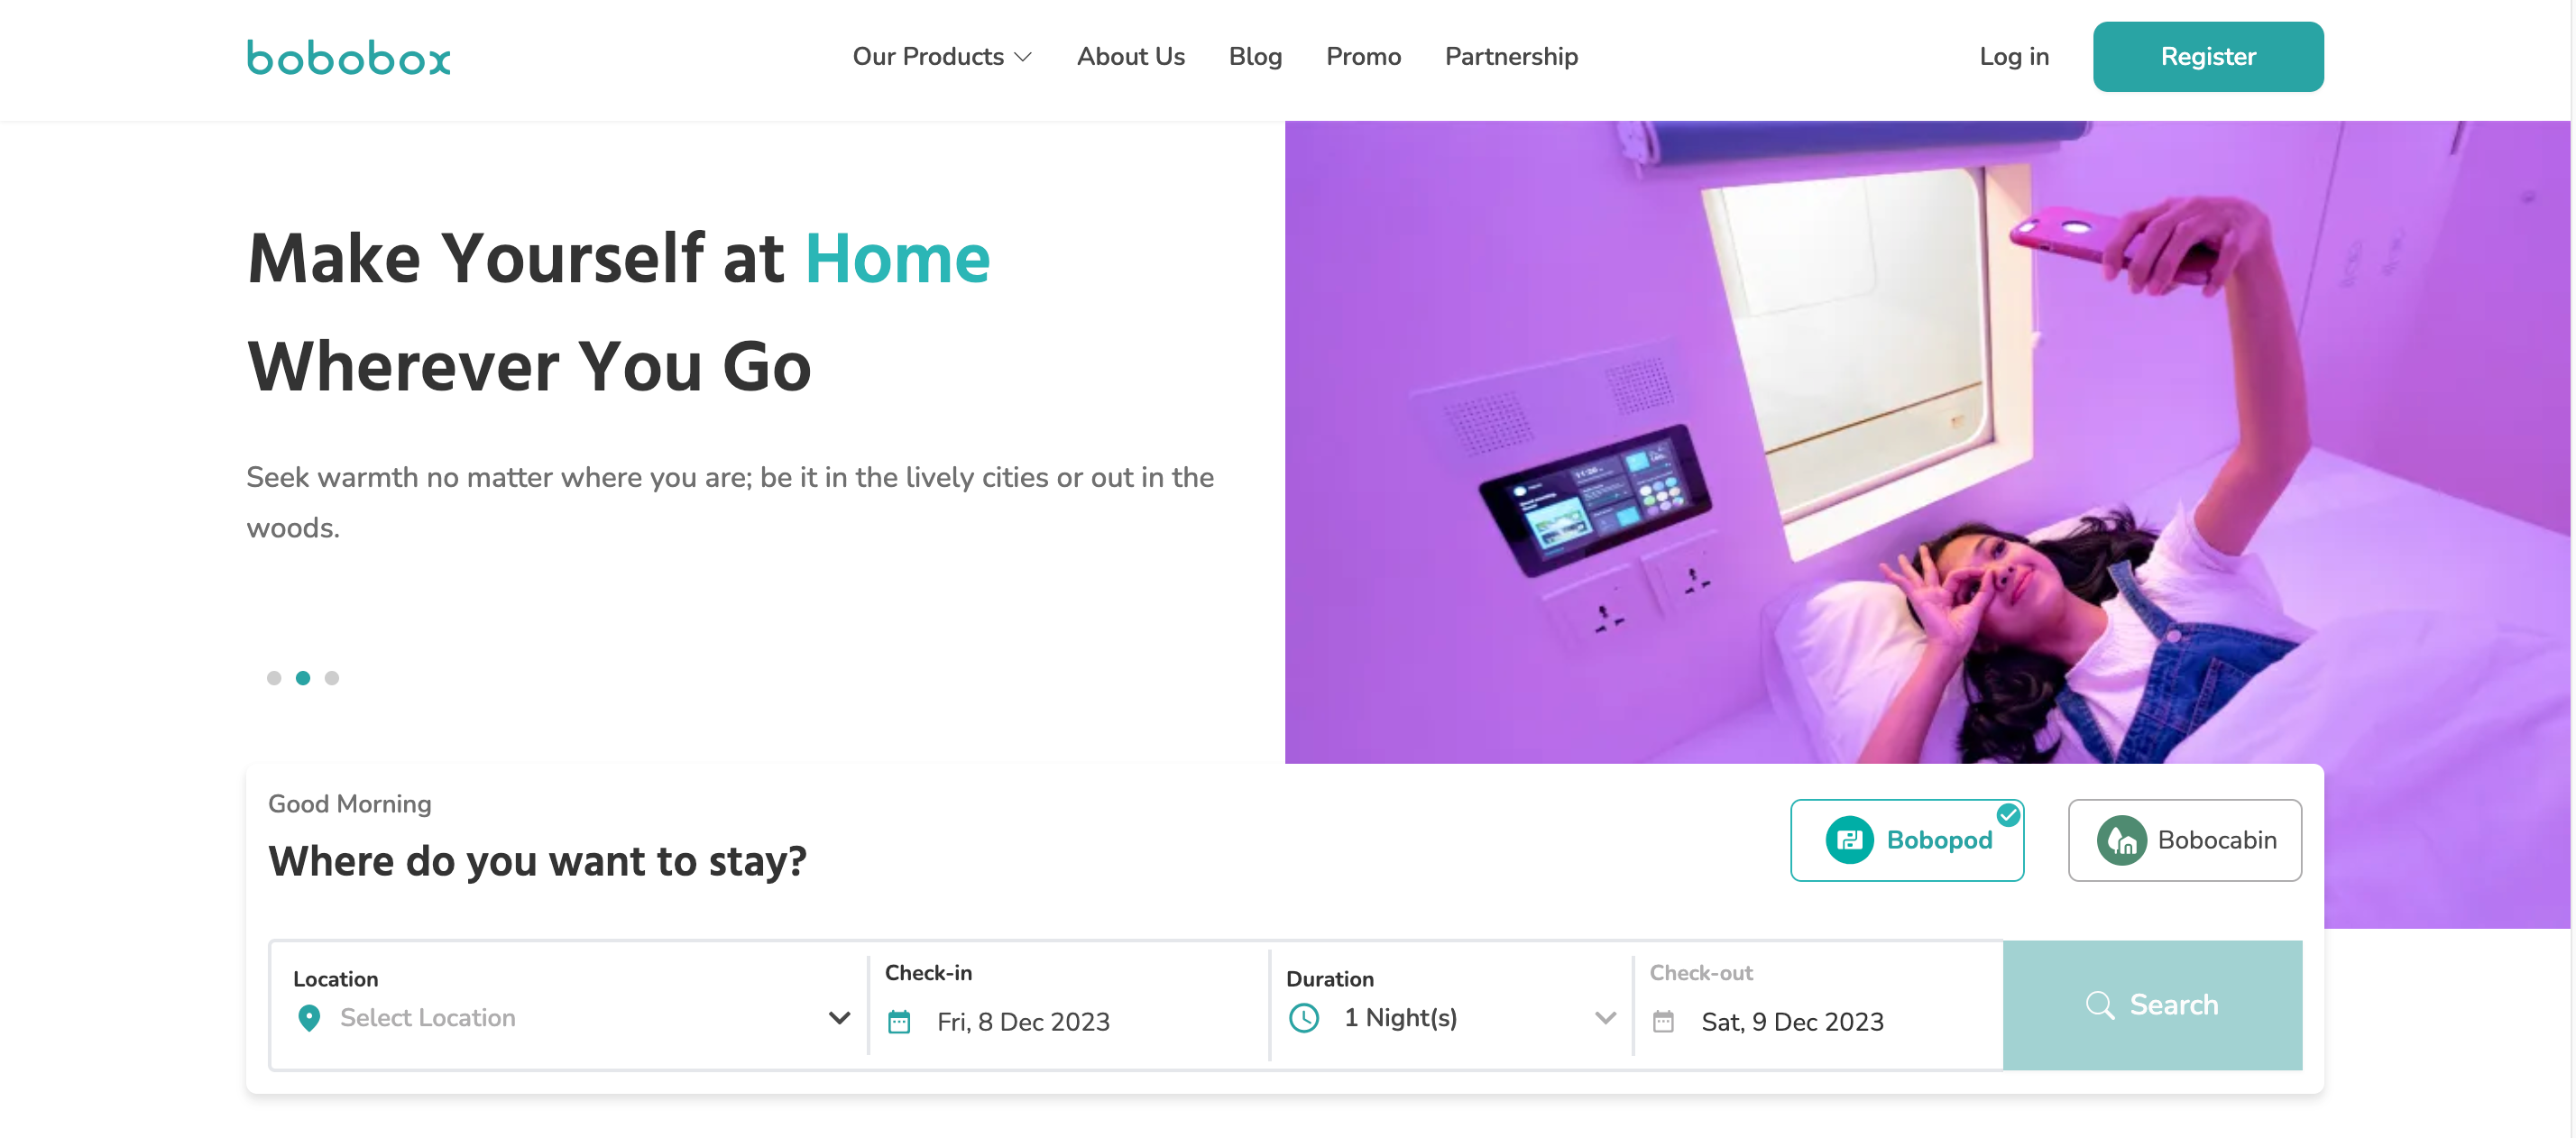 bobobox
Our Products
About Us
Blog
Promo
Partnership
Log in
Register
Make Yourself at Home
Wherever You Go
Seek warmth no matter where you are; be it in the lively cities or out in the
woods.
Good Morning
Where do you want to stay?
Bobopod
Bobocabin
Location
Select Location
Check-in
Fri, 8 Dec 2023
Duration
1 Night(s)
Check-out
Sat, 9 Dec 2023
Search